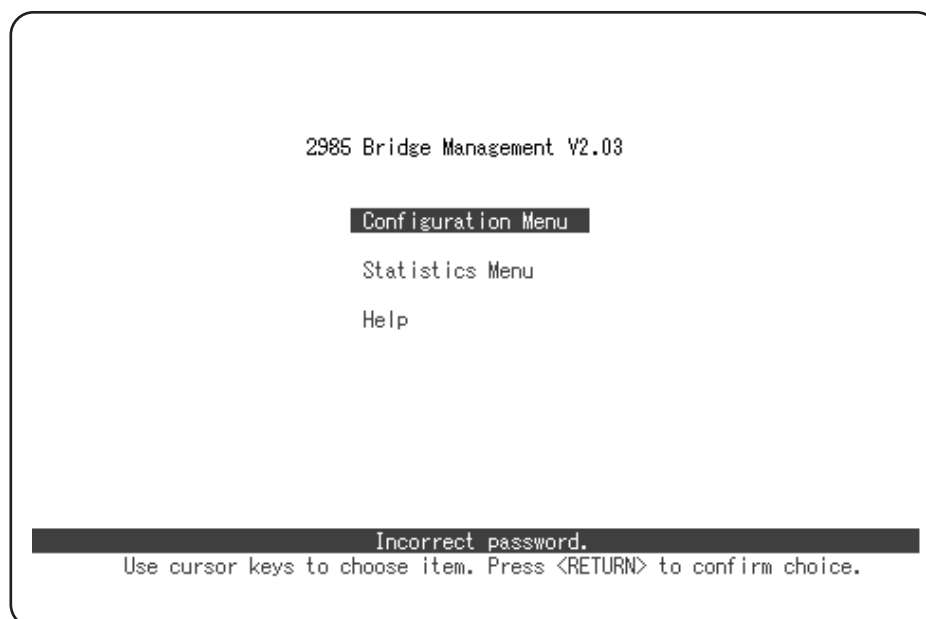 2985 Bridge Management V2.03
Configuration Menu
Statistics Menu
Help
Incorrect password.
Use cursor keys to choose item. Press <RETURN> to confirm choice.